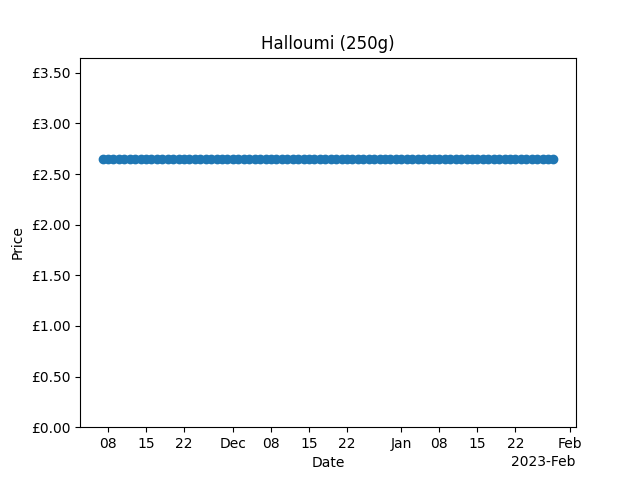 Halloumi (250g)
£3.50
£3.00
£2.50
£2.00
£1.50
£1.00
£0.50
£0.00
Price
08 15 22 Dec 08 15 22 Jan 08 15 22 Feb
Date
2023-Feb